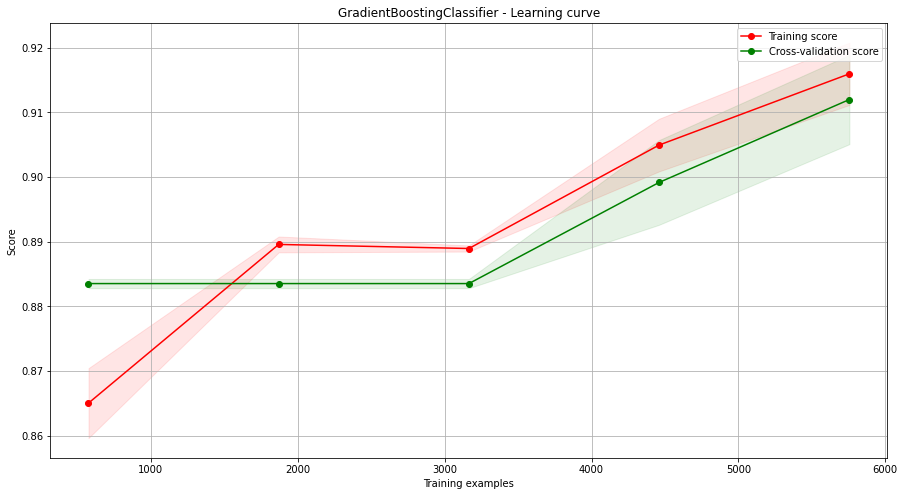 GradientBoostingClassifier - Learning curve
Training score
Cross-validation score
Score
0.92
0.91
0.90
0.89
0.88
0.87
0.86
1000
2000
3000
4000
5000
6000
Training examples